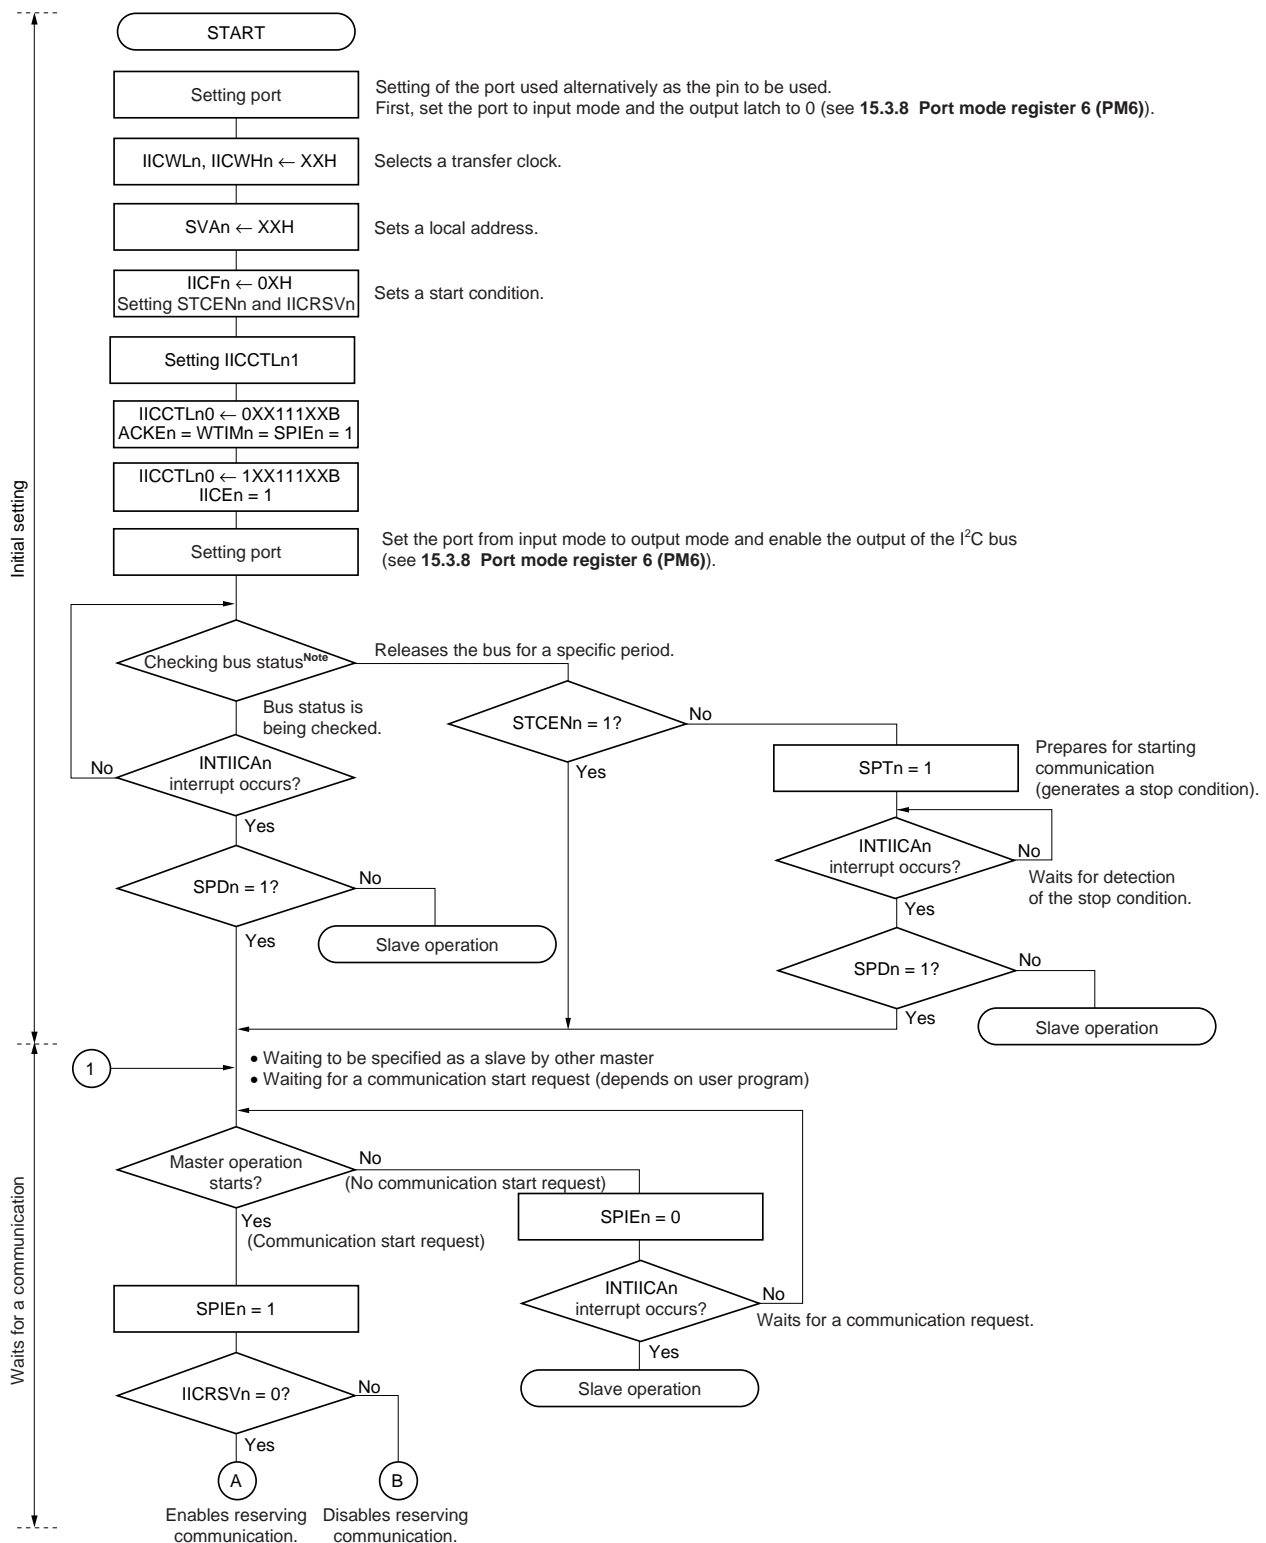 START
Setting port
Setting of the port used alternatively as the pin to be used.
First, set the port to input mode and the output latch to 0 (see 15.3.8 Port mode register 6 (PM6)).
IICWLn, IICWHn ← XXH
Selects a transfer clock.
SVAn ← XXH
Sets a local address.
IICFn ← 0XH
Setting STCENn and IICRSVn
Sets a start condition.
Setting IICCTLn1
IICCTLn0 ← 0XX111XXB
ACKEn = WTIMn = SPIEn = 1
IICCTLn0 ← 1XX111XXB
IICEn = 1
Initial setting
Setting port
Set the port from input mode to output mode and enable the output of the I²C bus
(see 15.3.8 Port mode register 6 (PM6)).
Checking bus status Note
Releases the bus for a specific period.
Bus status is
being checked.
STCENn = 1?
No
Yes
SPTn = 1
Prepares for starting
communication
(generates a stop condition).
INTIICAn
interrupt occurs?
No
Yes
INTIICAn
interrupt occurs?
No
Waits for detection
of the stop condition.
Yes
SPDn = 1?
No
Yes
Slave operation
SPDn = 1?
No
Yes
Slave operation
1
• Waiting to be specified as a slave by other master
• Waiting for a communication start request (depends on user program)
Waits for a communication
Master operation
starts?
No
(No communication start request)
Yes
(Communication start request)
SPIEn = 0
INTIICAn
interrupt occurs?
No
Waits for a communication request.
Yes
Slave operation
SPIEn = 1
IICRSVn = 0?
No
Yes
A
B
Enables reserving
communication.
Disables reserving
communication.